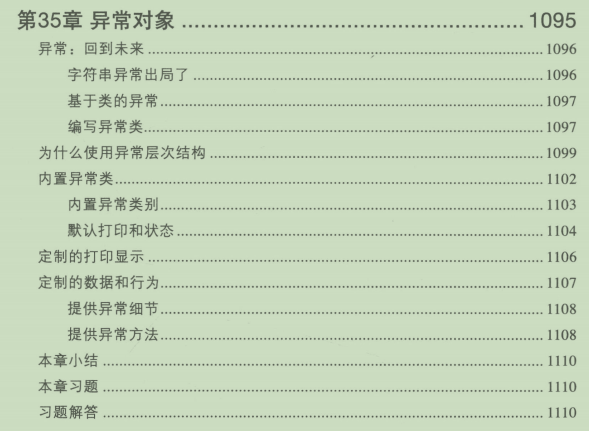 第35章 异常对象 ........................................................ 1095
异常：回到未来 ........................................................ 1096
字符串异常出局了 ........................................................ 1096
基于类的异常 ........................................................ 1097
编写异常类 ........................................................ 1097
为什么使用异常层次结构 ........................................................ 1099
内置异常类 ........................................................ 1102
内置异常类别 ........................................................ 1103
默认打印和状态 ........................................................ 1104
定制的打印显示 ........................................................ 1106
定制的数据和行为 ........................................................ 1107
提供异常细节 ........................................................ 1108
提供异常方法 ........................................................ 1108
本章小结 ........................................................ 1110
本章习题 ........................................................ 1110
习题解答 ........................................................ 1110